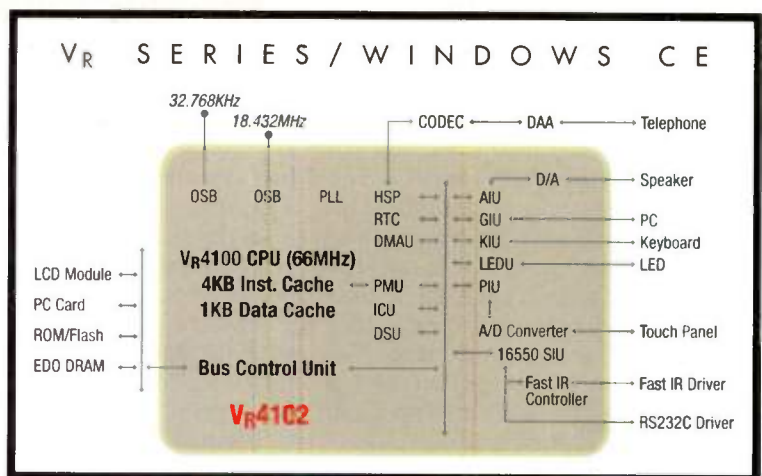 VR SERIES/WINDOWS CE
32.768KHz
18.432MHz
CODEC
DAA
Telephone
D/A
Speaker
OSB
OSB
PLL
HSP
AIU
RTC
GIU
PC
DMAU
KIU
Keyboard
VR4100 CPU (66MHz)
LEDU
LED
LCD Module
4KB Inst. Cache
PMU
PIU
PC Card
1KB Data Cache
ICU
ROM/Flash
DSU
A/D Converter
Touch Panel
16550 SIU
EDO DRAM
Bus Control Unit
Fast IR
Controller
Fast IR Driver
VR4102
RS232C Driver